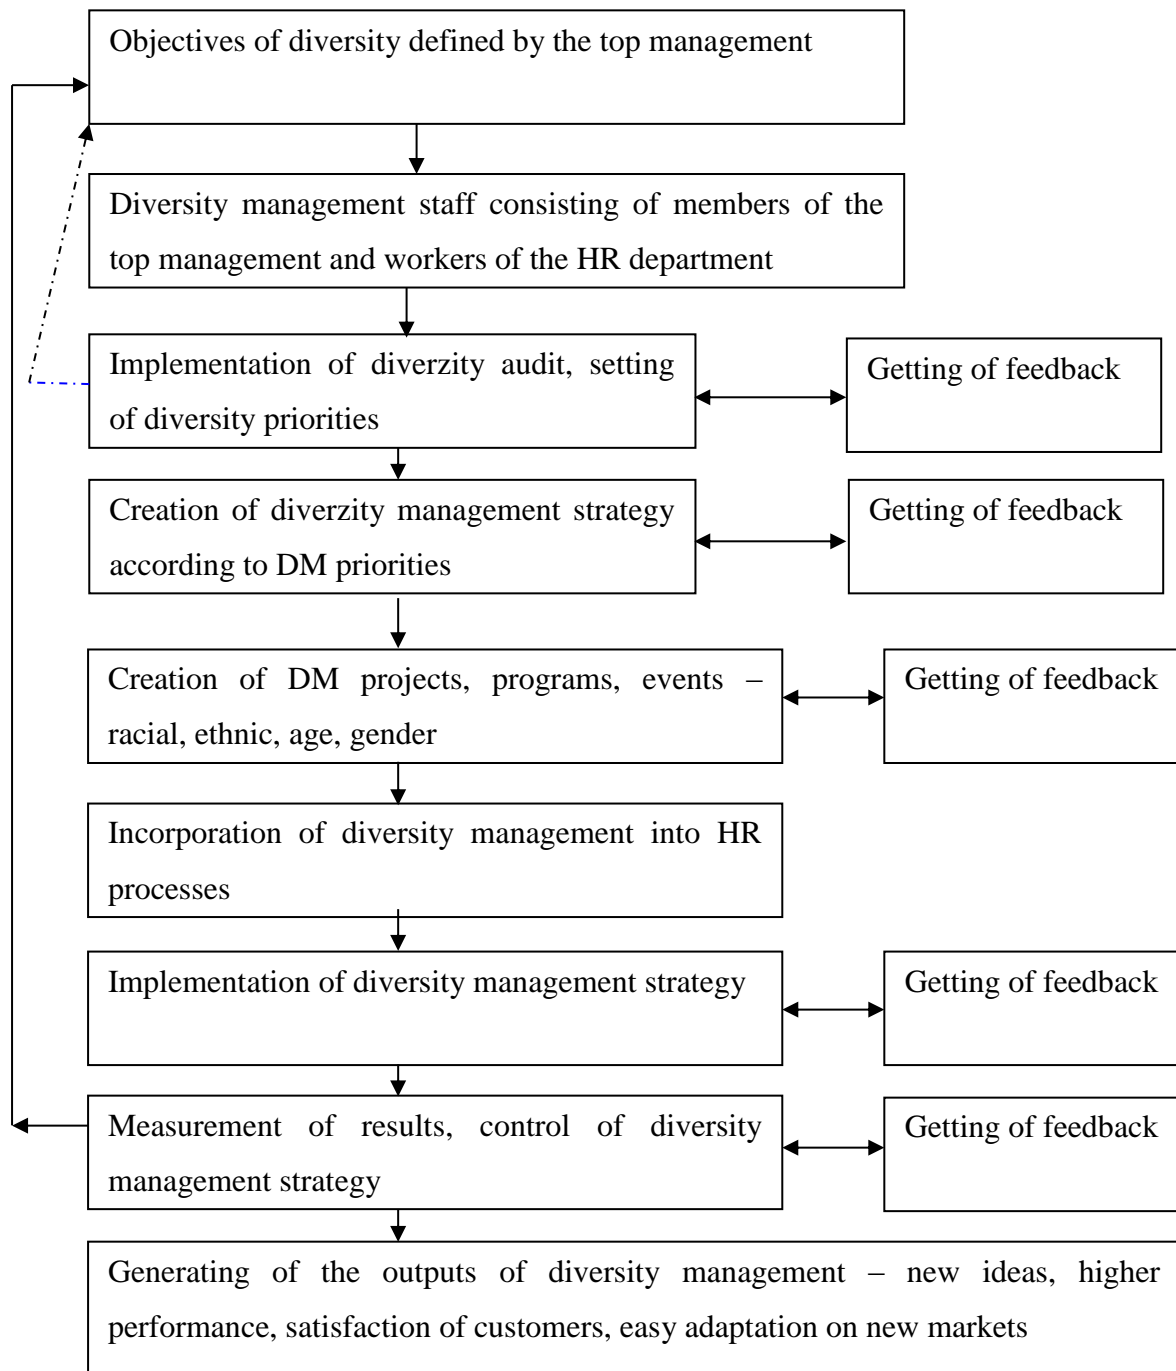 Objectives of diversity defined by the top management
Diversity management staff consisting of members of the
top management and workers of the HR department
Implementation of diverzity audit, setting
of diversity priorities
Getting of feedback
Creation of diverzity management strategy
according to DM priorities
Getting of feedback
Creation of DM projects, programs, events –
racial, ethnic, age, gender
Getting of feedback
Incorporation of diversity management into HR
processes
Implementation of diversity management strategy
Getting of feedback
Measurement of results, control of diversity
management strategy
Getting of feedback
Generating of the outputs of diversity management – new ideas, higher
performance, satisfaction of customers, easy adaptation on new markets